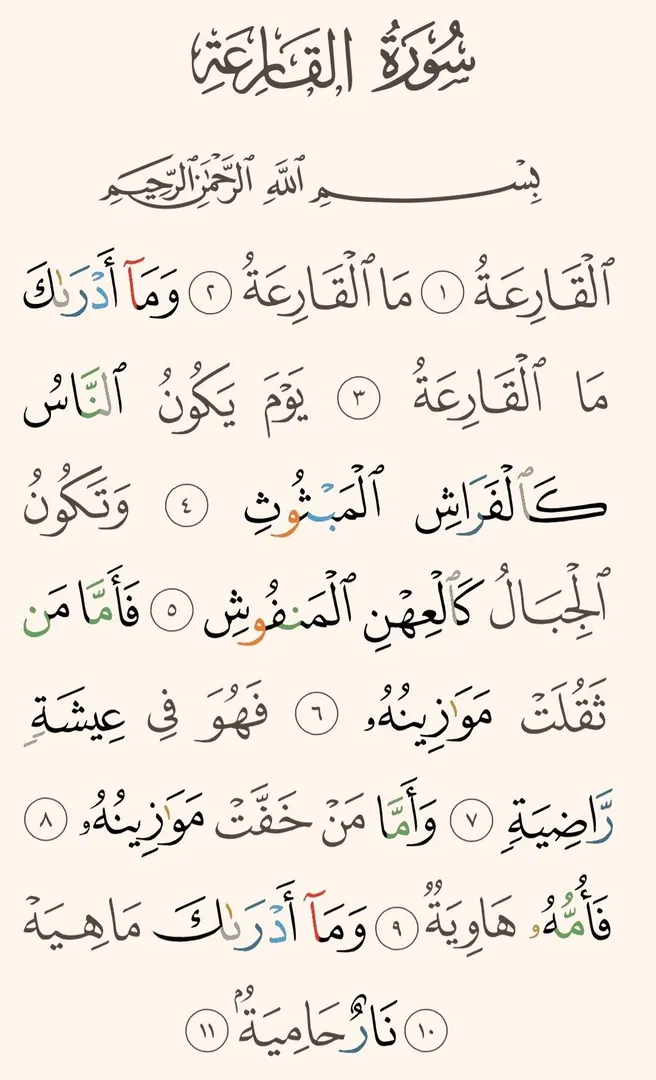 سُورَةُ القَارِعَةِ
بِسْمِ ٱللَّهِ ٱلرَّحْمَٰنِ ٱلرَّحِيمِ
ٱلْقَارِعَةُ ١ مَا ٱلْقَارِعَةُ ٢ وَمَآ أَدْرَىٰكَ
مَا ٱلْقَارِعَةُ ٣ يَوْمَ يَكُونُ ٱلنَّاسُ
كَٱلْفَرَاشِ ٱلْمَبْثُوثِ ٤ وَتَكُونُ
ٱلْجِبَالُ كَٱلْعِهْنِ ٱلْمَنفُوشِ ٥ فَأَمَّا مَن
ثَقُلَتْ مَوَٰزِينُهُۥ ٦ فَهُوَ فِى عِيشَةٍ
رَّاضِيَةٍ ٧ وَأَمَّا مَنْ خَفَّتْ مَوَٰزِينُهُۥ ٨
فَأُمُّهُۥ هَاوِيَةٌ ٩ وَمَآ أَدْرَىٰكَ مَا هِيَهْ
١٠ نَارٌ حَامِيَةٌۢ ١١